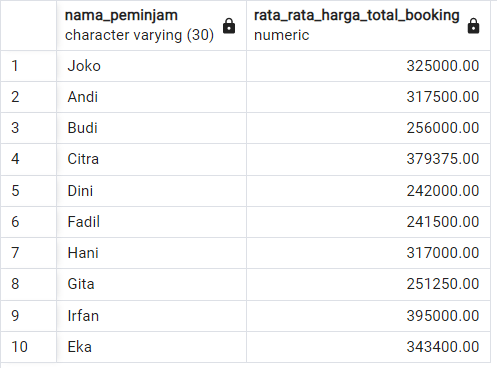 nama_peminjam rata_rata_harga_total_booking
character varying (30) numeric
1 Joko 325000.00
2 Andi 317500.00
3 Budi 256000.00
4 Citra 379375.00
5 Dini 242000.00
6 Fadil 241500.00
7 Hani 317000.00
8 Gita 251250.00
9 Irfan 395000.00
10 Eka 343400.00